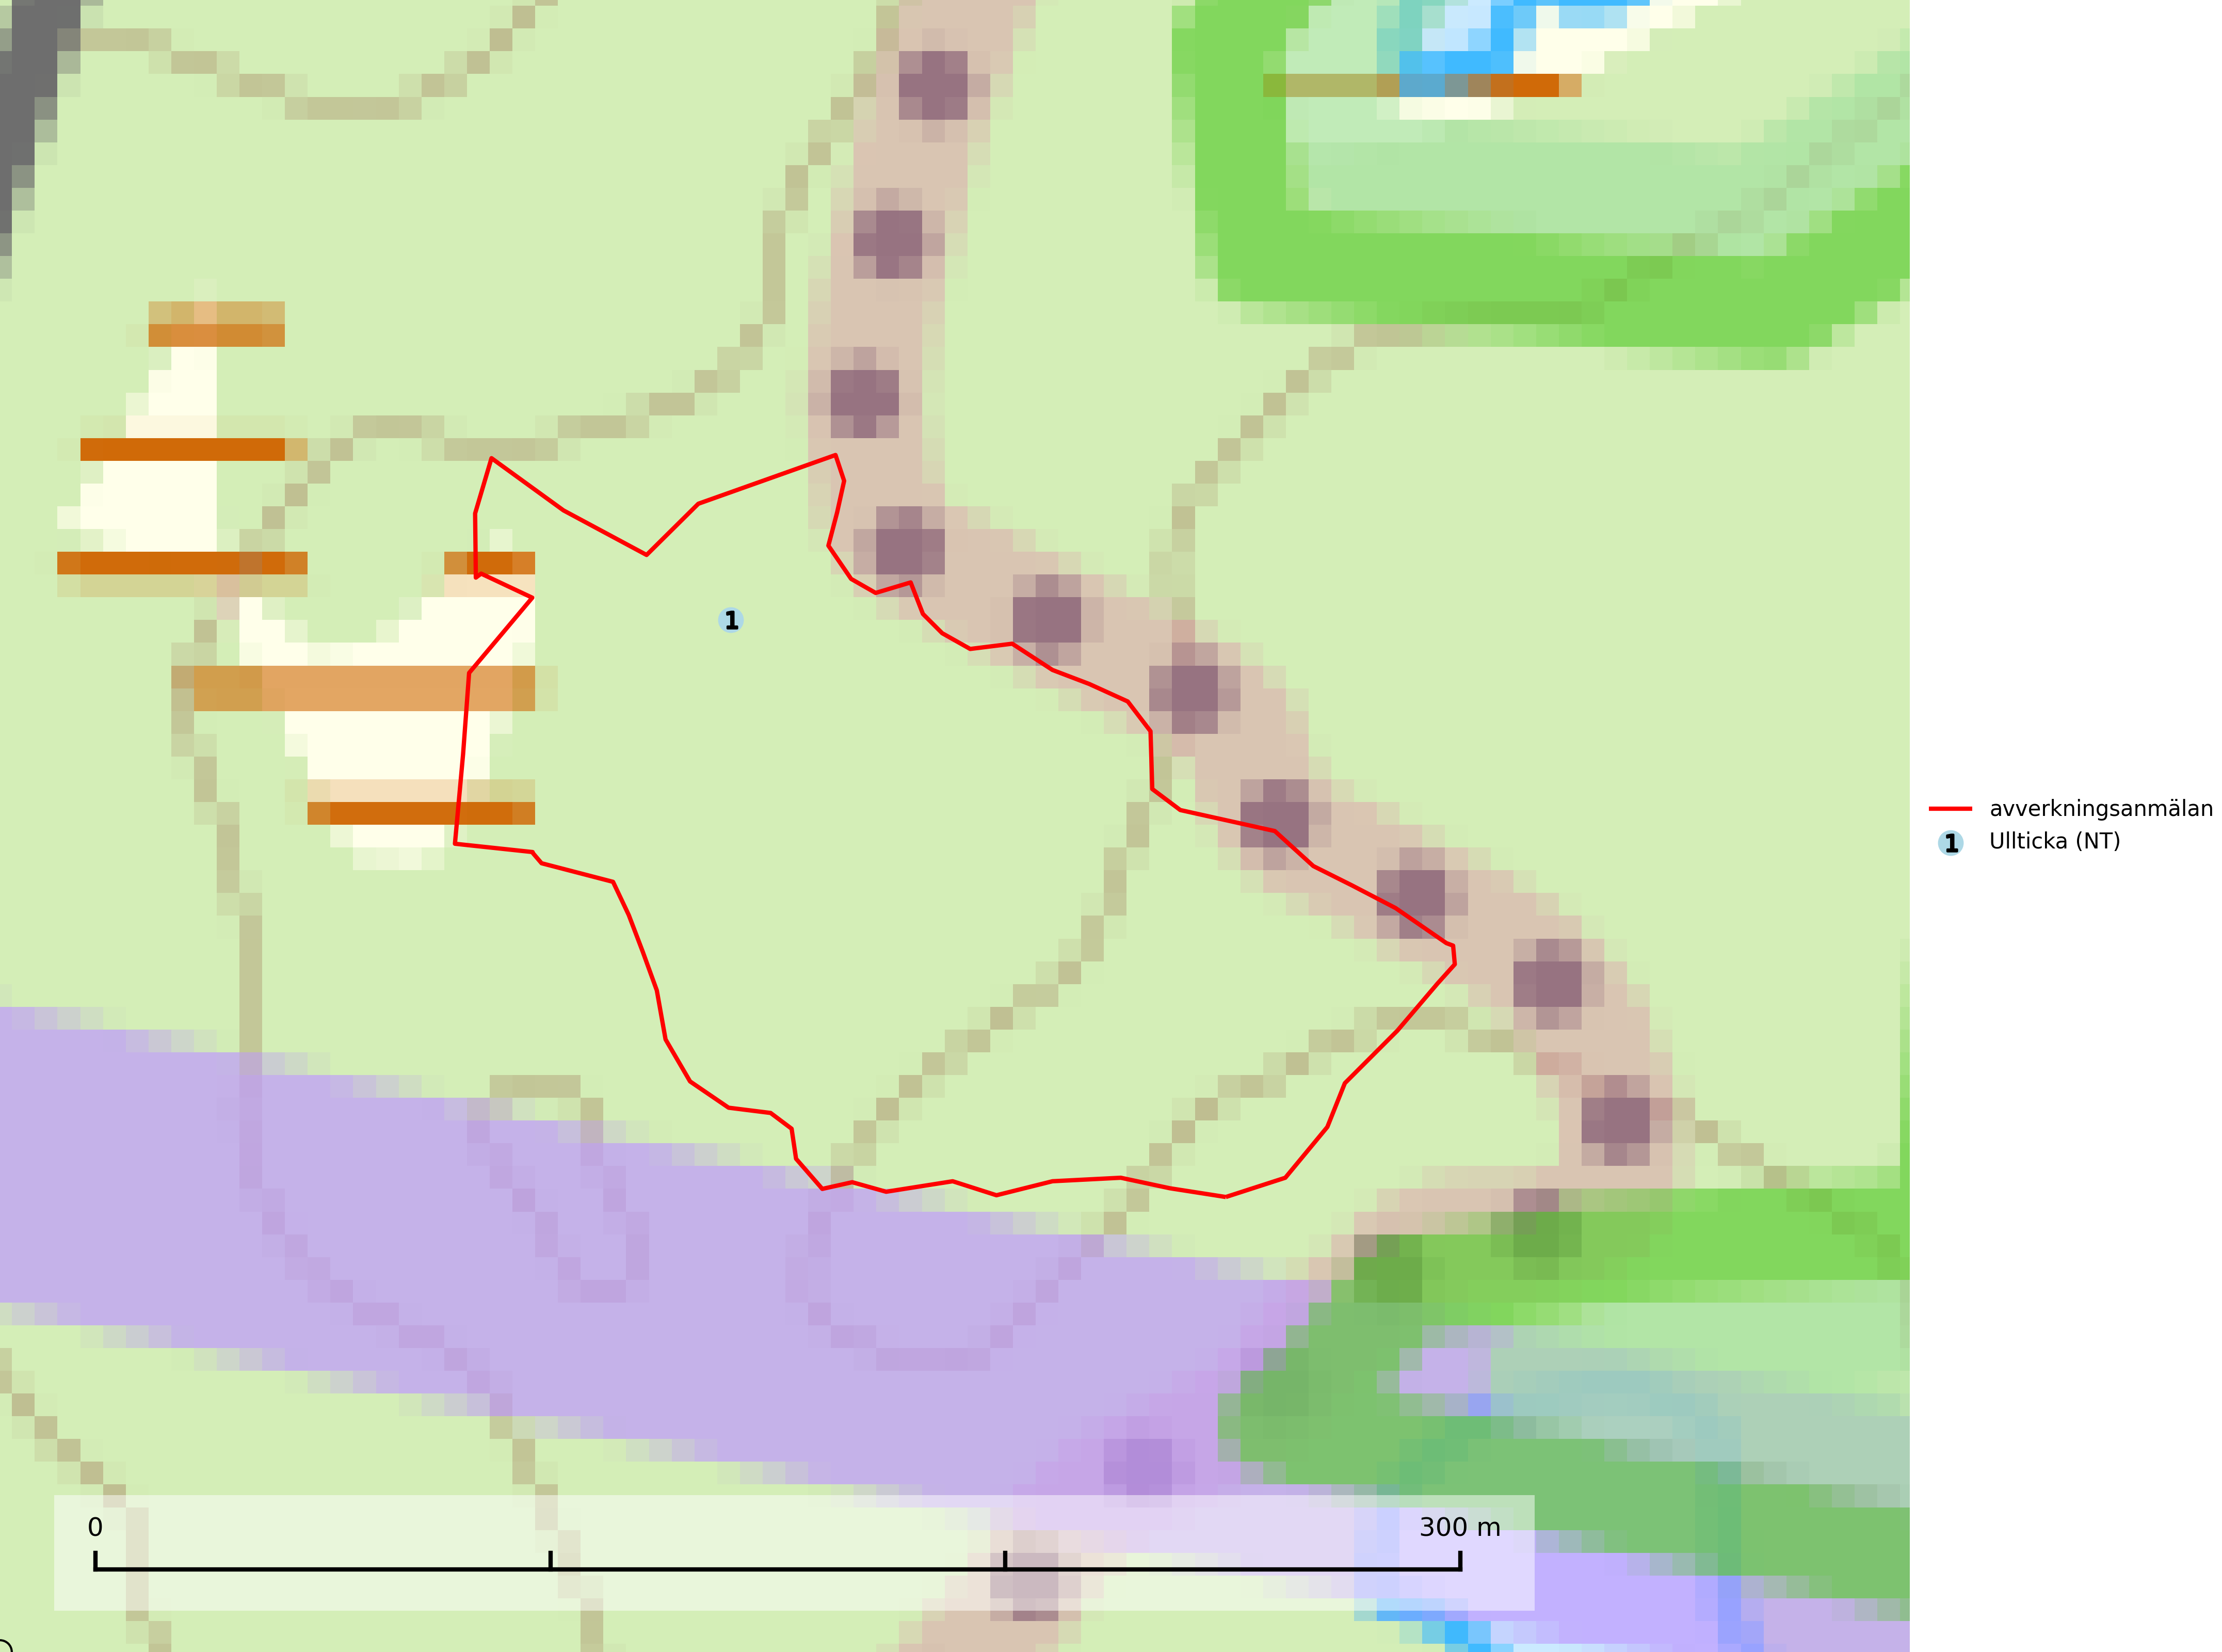 1
avverkningsanmälan
1 Ullticka (NT)
0 300 m